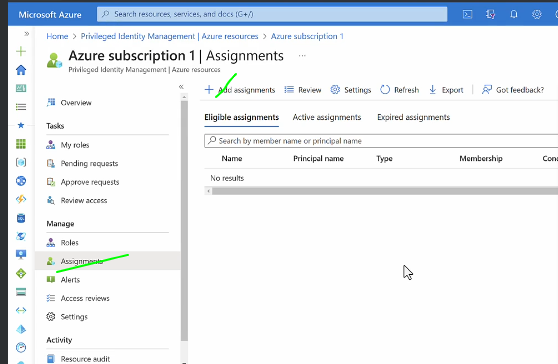 Microsoft Azure
Search resources, services, and docs (G+/)
Home > Privileged Identity Management | Azure resources > Azure subscription 1
Azure subscription 1 | Assignments ...
Privileged Identity Management | Azure resources
Add assignments Review Settings Refresh Export Got feedback?
Overview
Tasks
My roles
Pending requests
Approve requests
Review access
Manage
Roles
Assignments
Alerts
Access reviews
Settings
Activity
Resource audit
Eligible assignments Active assignments Expired assignments
Search by member name or principal name
Name Principal name Type Membership
No results